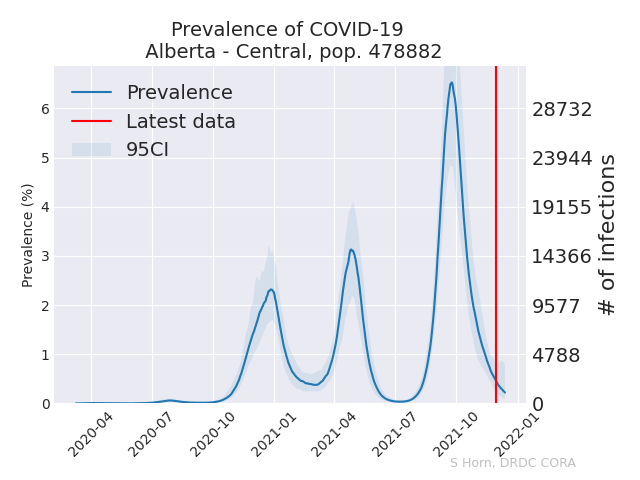 Prevalence of COVID-19
Alberta - Central, pop. 478882
Prevalence
Latest data
95CI
Prevalence (%)
6
5
4
3
2
1
0
28732
23944
19155
14366
9577
4788
0
# of infections
2020-04
2020-07
2020-10
2021-01
2021-04
2021-07
2021-10
2022-01
S Horn, DRDC CORA